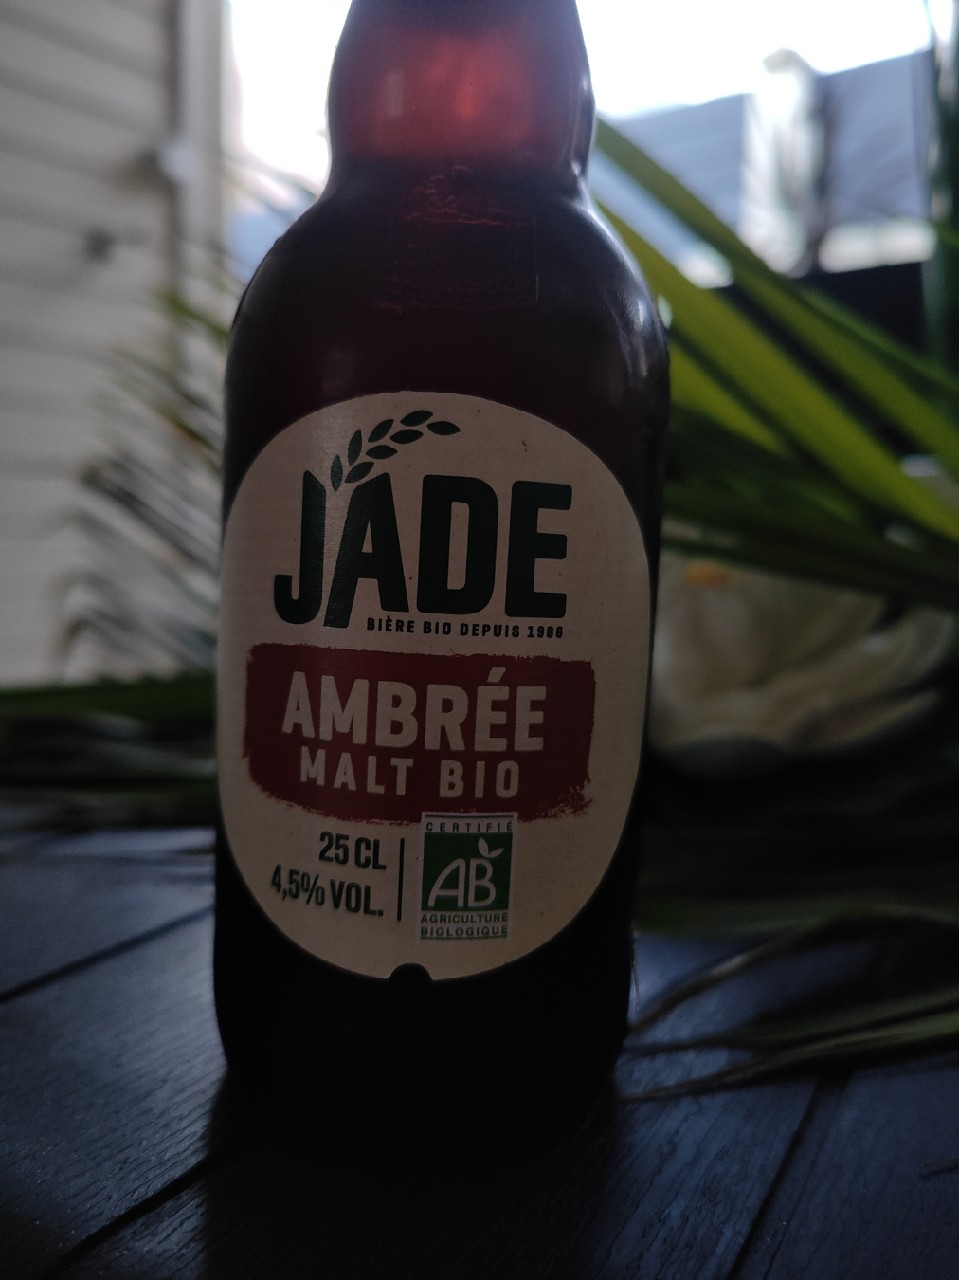 JADE
BIÈRE BIO DEPUIS 1986
AMBRÉE
MALT BIO
25 CL
4,5% VOL.
CERTIFIÉ
AB
AGRICULTURE
BIOLOGIQUE